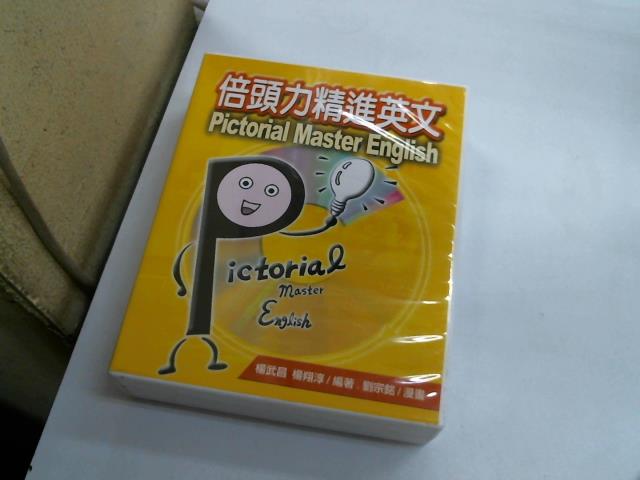 倍頭力精進英文
Pictorial Master English
Pictorial
Master
English
楊武昌 楊翔淳/編著.劉宗銘/漫畫